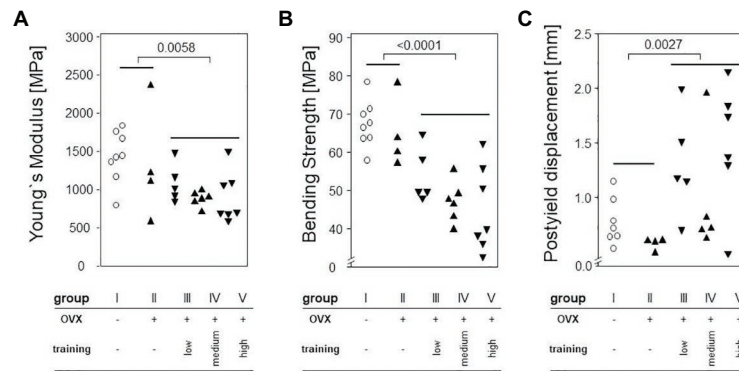 A
B
C
Young`s Modulus [MPa]
3000
2500
2000
1500
1000
500
0
0.0058
group I II III IV V
OVX - + + + +
training - - low medium high
Bending Strength [MPa]
90
80
70
60
50
40
0
<0.0001
group I II III IV V
OVX - + + + +
training - - low medium high
Postyield displacement [mm]
2.5
2.0
1.5
1.0
0.0
0.0027
group I II III IV V
OVX - + + + +
training - - low medium high